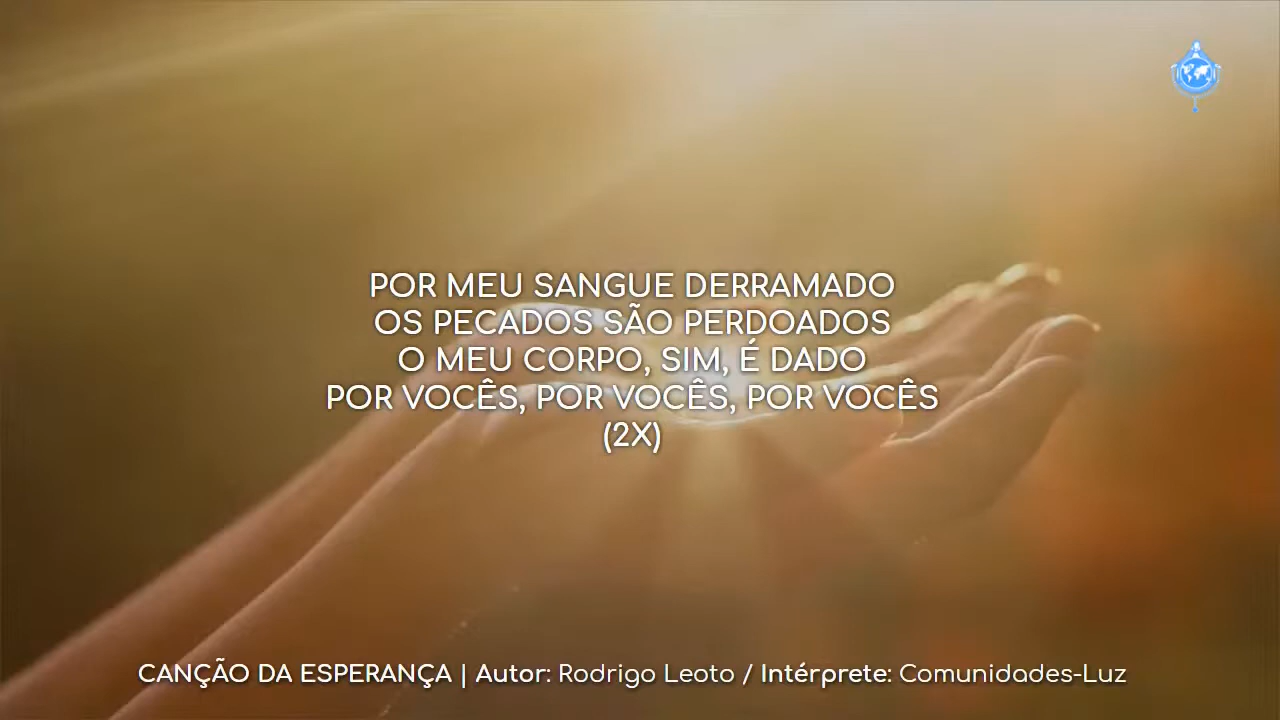 POR MEU SANGUE DERRAMADO
OS PECADOS SÃO PERDOADOS
O MEU CORPO, SIM, É DADO
POR VOCÊS, POR VOCÊS, POR VOCÊS
(2X)
CANÇÃO DA ESPERANÇA | Autor: Rodrigo Leoto / Intérprete: Comunidades-Luz